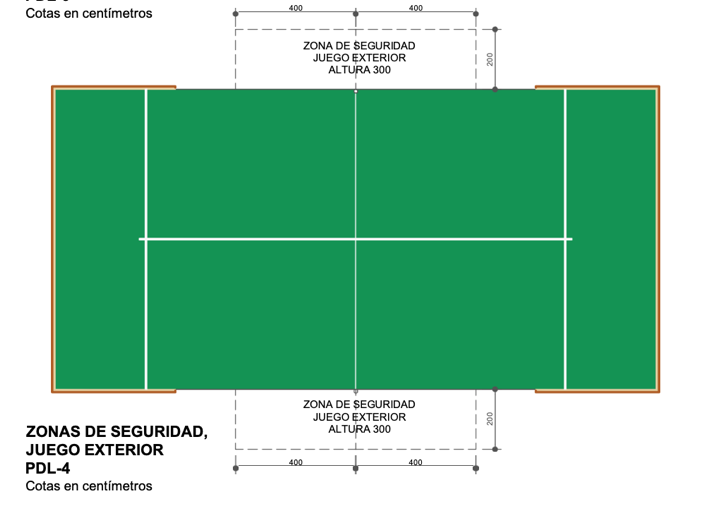 Cotas en centímetros
400
400
ZONA DE SEGURIDAD
JUEGO EXTERIOR
ALTURA 300
200
ZONA DE SEGURIDAD
JUEGO EXTERIOR
ALTURA 300
200
400
400
ZONAS DE SEGURIDAD,
JUEGO EXTERIOR
PDL-4
Cotas en centímetros